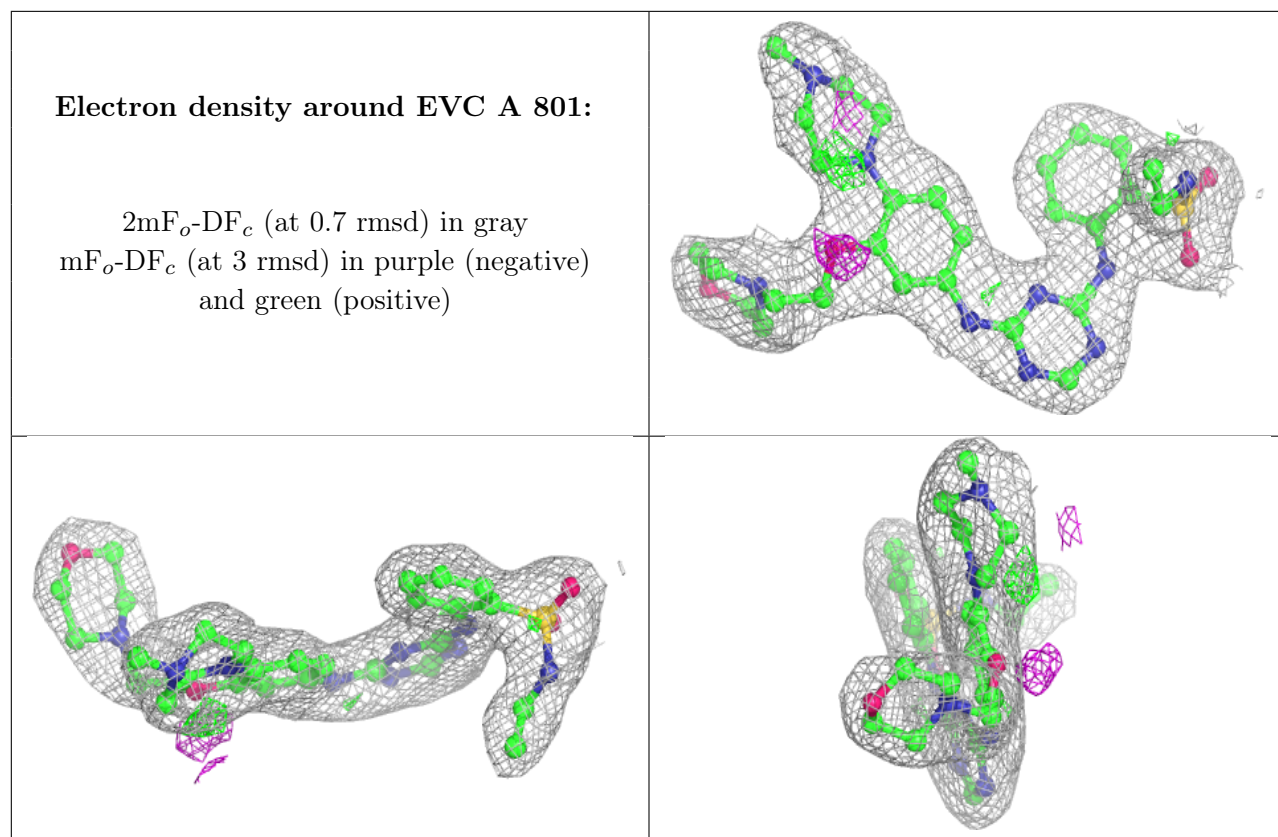 Electron density around EVC A 801:
2mFₒ-DF𝒸 (at 0.7 rmsd) in gray
mFₒ-DF𝒸 (at 3 rmsd) in purple (negative)
and green (positive)